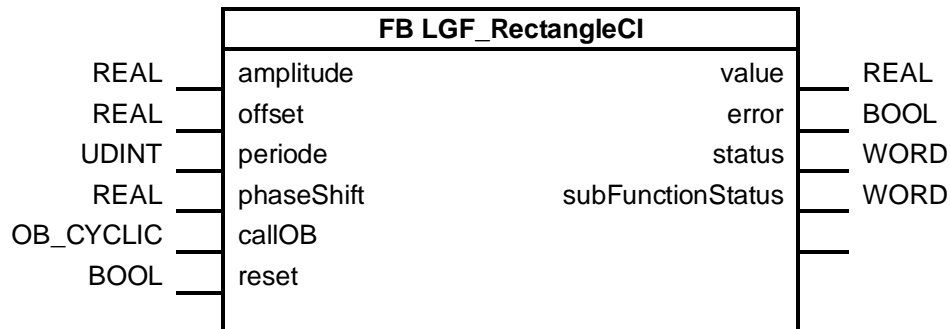 FB LGF_RectangleCI
REAL amplitude value REAL
REAL offset error BOOL
UDINT periode status WORD
REAL phaseShift subFunctionStatus WORD
OB_CYCLIC callOB
BOOL reset